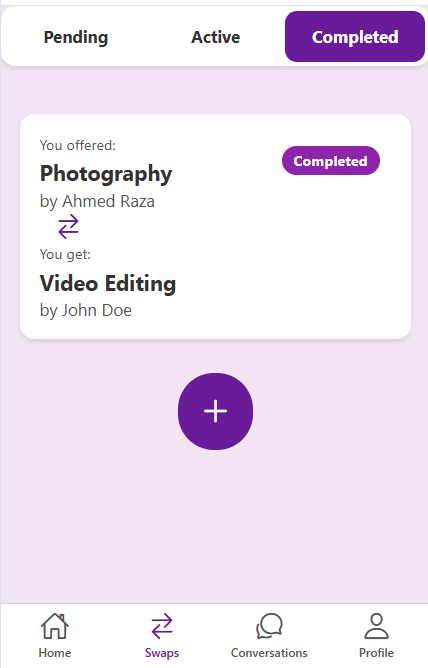 Pending Active Completed
You offered:
Completed
Photography
by Ahmed Raza
You get:
Video Editing
by John Doe
Home Swaps Conversations Profile